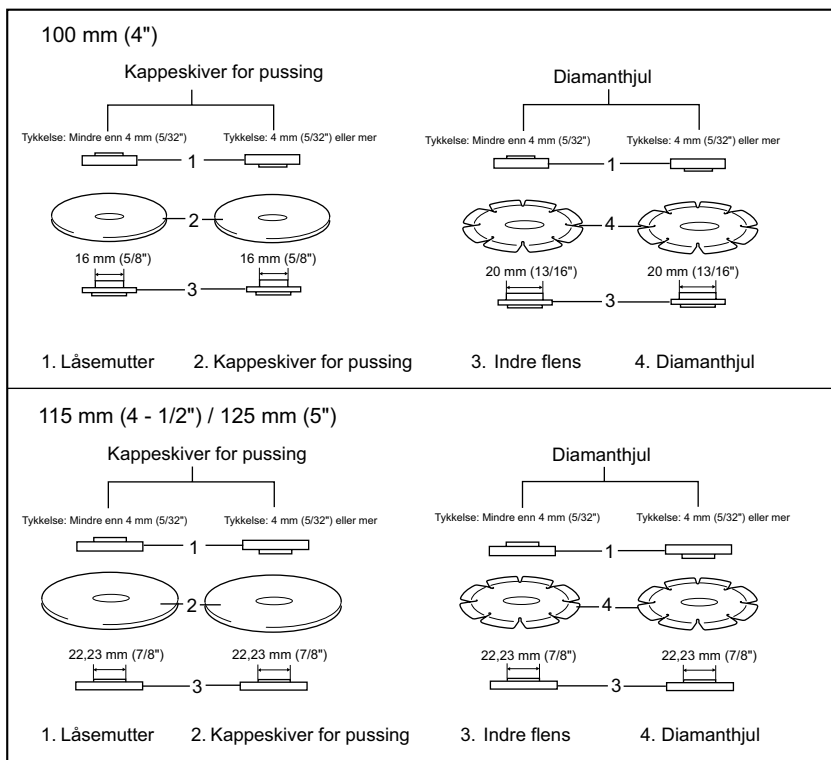 100 mm (4")
Kappeskiver for pussing
Diamanthjul
Tykkelse: Mindre enn 4 mm (5/32")
Tykkelse: 4 mm (5/32") eller mer
Tykkelse: Mindre enn 4 mm (5/32")
Tykkelse: 4 mm (5/32") eller mer
1
1
2
4
16 mm (5/8")
16 mm (5/8")
20 mm (13/16")
20 mm (13/16")
3
3
1. Låsemutter 2. Kappeskiver for pussing 3. Indre flens 4. Diamanthjul
115 mm (4 - 1/2") / 125 mm (5")
Kappeskiver for pussing
Diamanthjul
Tykkelse: Mindre enn 4 mm (5/32")
Tykkelse: 4 mm (5/32") eller mer
Tykkelse: Mindre enn 4 mm (5/32")
Tykkelse: 4 mm (5/32") eller mer
1
1
2
4
22,23 mm (7/8")
22,23 mm (7/8")
22,23 mm (7/8")
22,23 mm (7/8")
3
3
1. Låsemutter 2. Kappeskiver for pussing 3. Indre flens 4. Diamanthjul